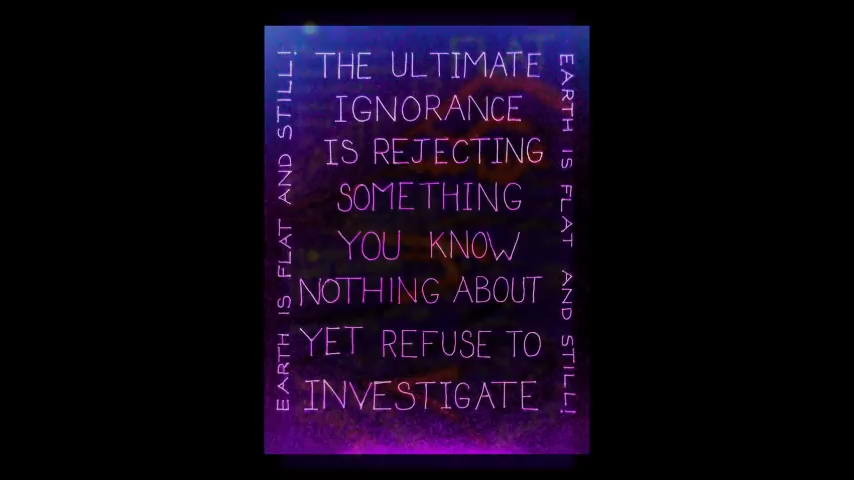 EARTH IS FLAT AND STILL!
THE ULTIMATE
IGNORANCE
IS REJECTING
SOMETHING
YOU KNOW
NOTHING ABOUT
YET REFUSE TO
INVESTIGATE
EARTH IS FLAT AND STILL!